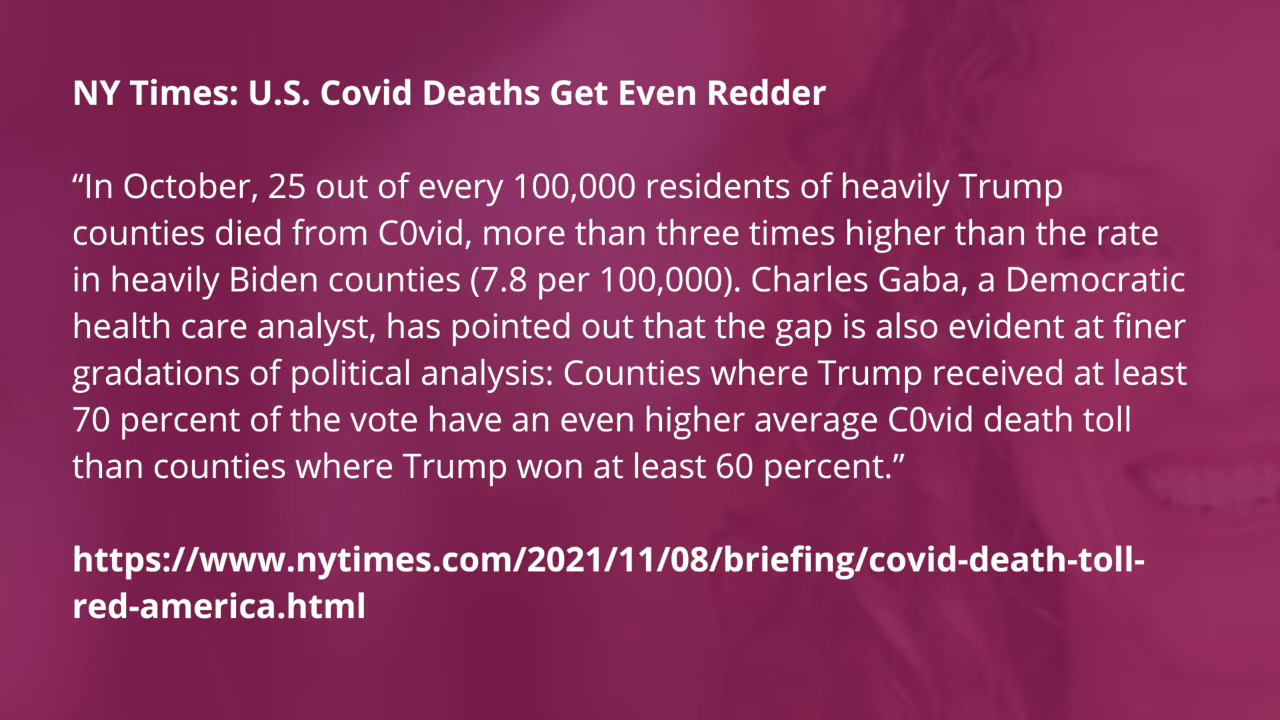 NY Times: U.S. Covid Deaths Get Even Redder
“In October, 25 out of every 100,000 residents of heavily Trump
counties died from C0vid, more than three times higher than the rate
in heavily Biden counties (7.8 per 100,000). Charles Gaba, a Democratic
health care analyst, has pointed out that the gap is also evident at finer
gradations of political analysis: Counties where Trump received at least
70 percent of the vote have an even higher average C0vid death toll
than counties where Trump won at least 60 percent.”
https://www.nytimes.com/2021/11/08/briefing/covid-death-toll-
red-america.html